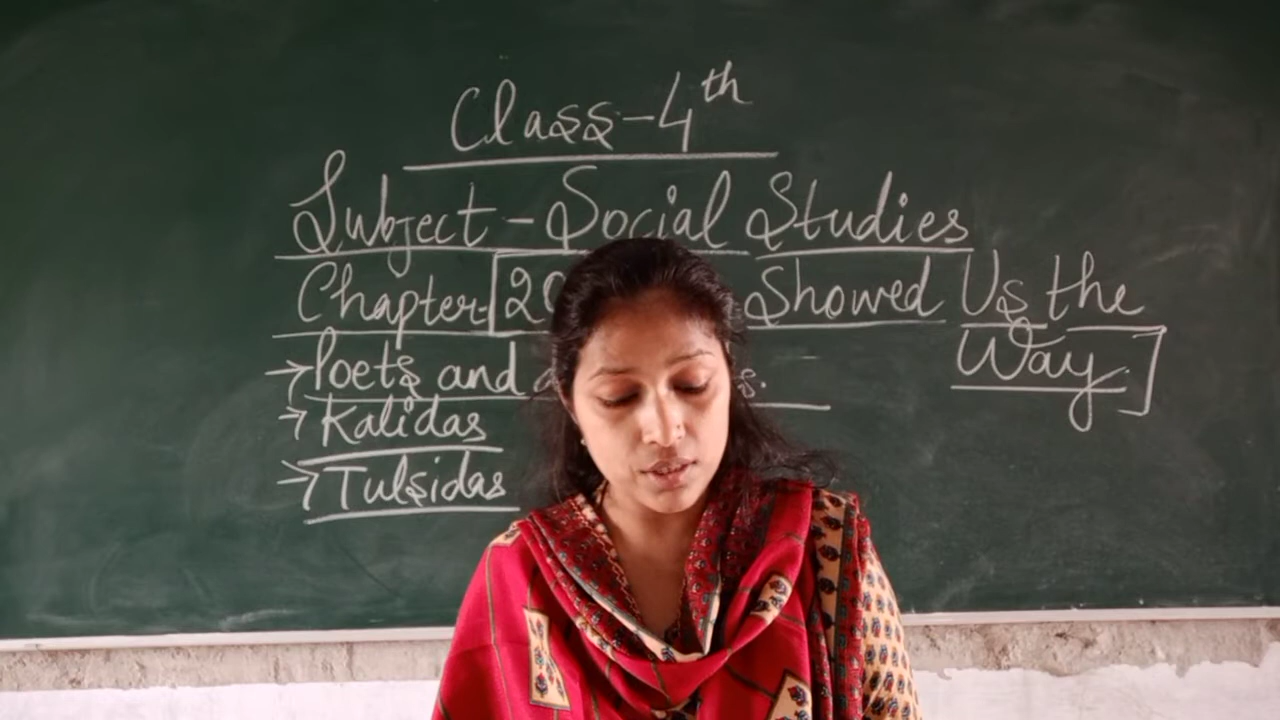 Class-4th
Subject-Social Studies
Chapter-[20 Showed Us the
Way.]
→Poets and
→Kalidas
→Tulsidas